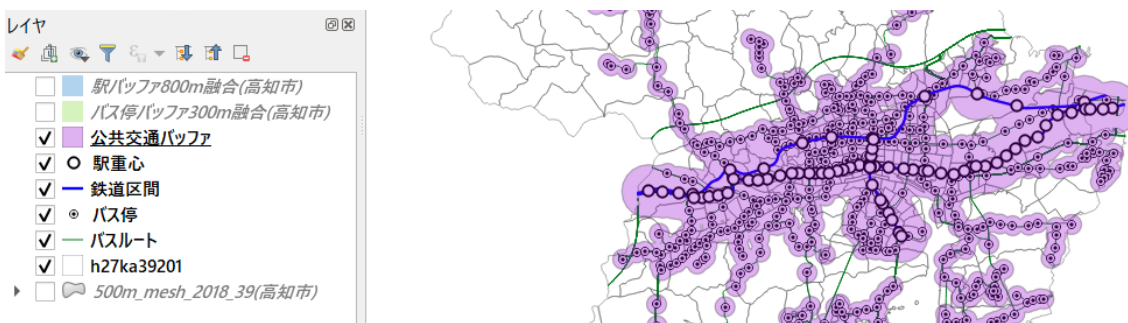 レイヤ
駅バッファ800m融合(高知市)
バス停バッファ300m融合(高知市)
公共交通バッファ
駅重心
鉄道区間
バス停
バスルート
h27ka39201
500m_mesh_2018_39(高知市)